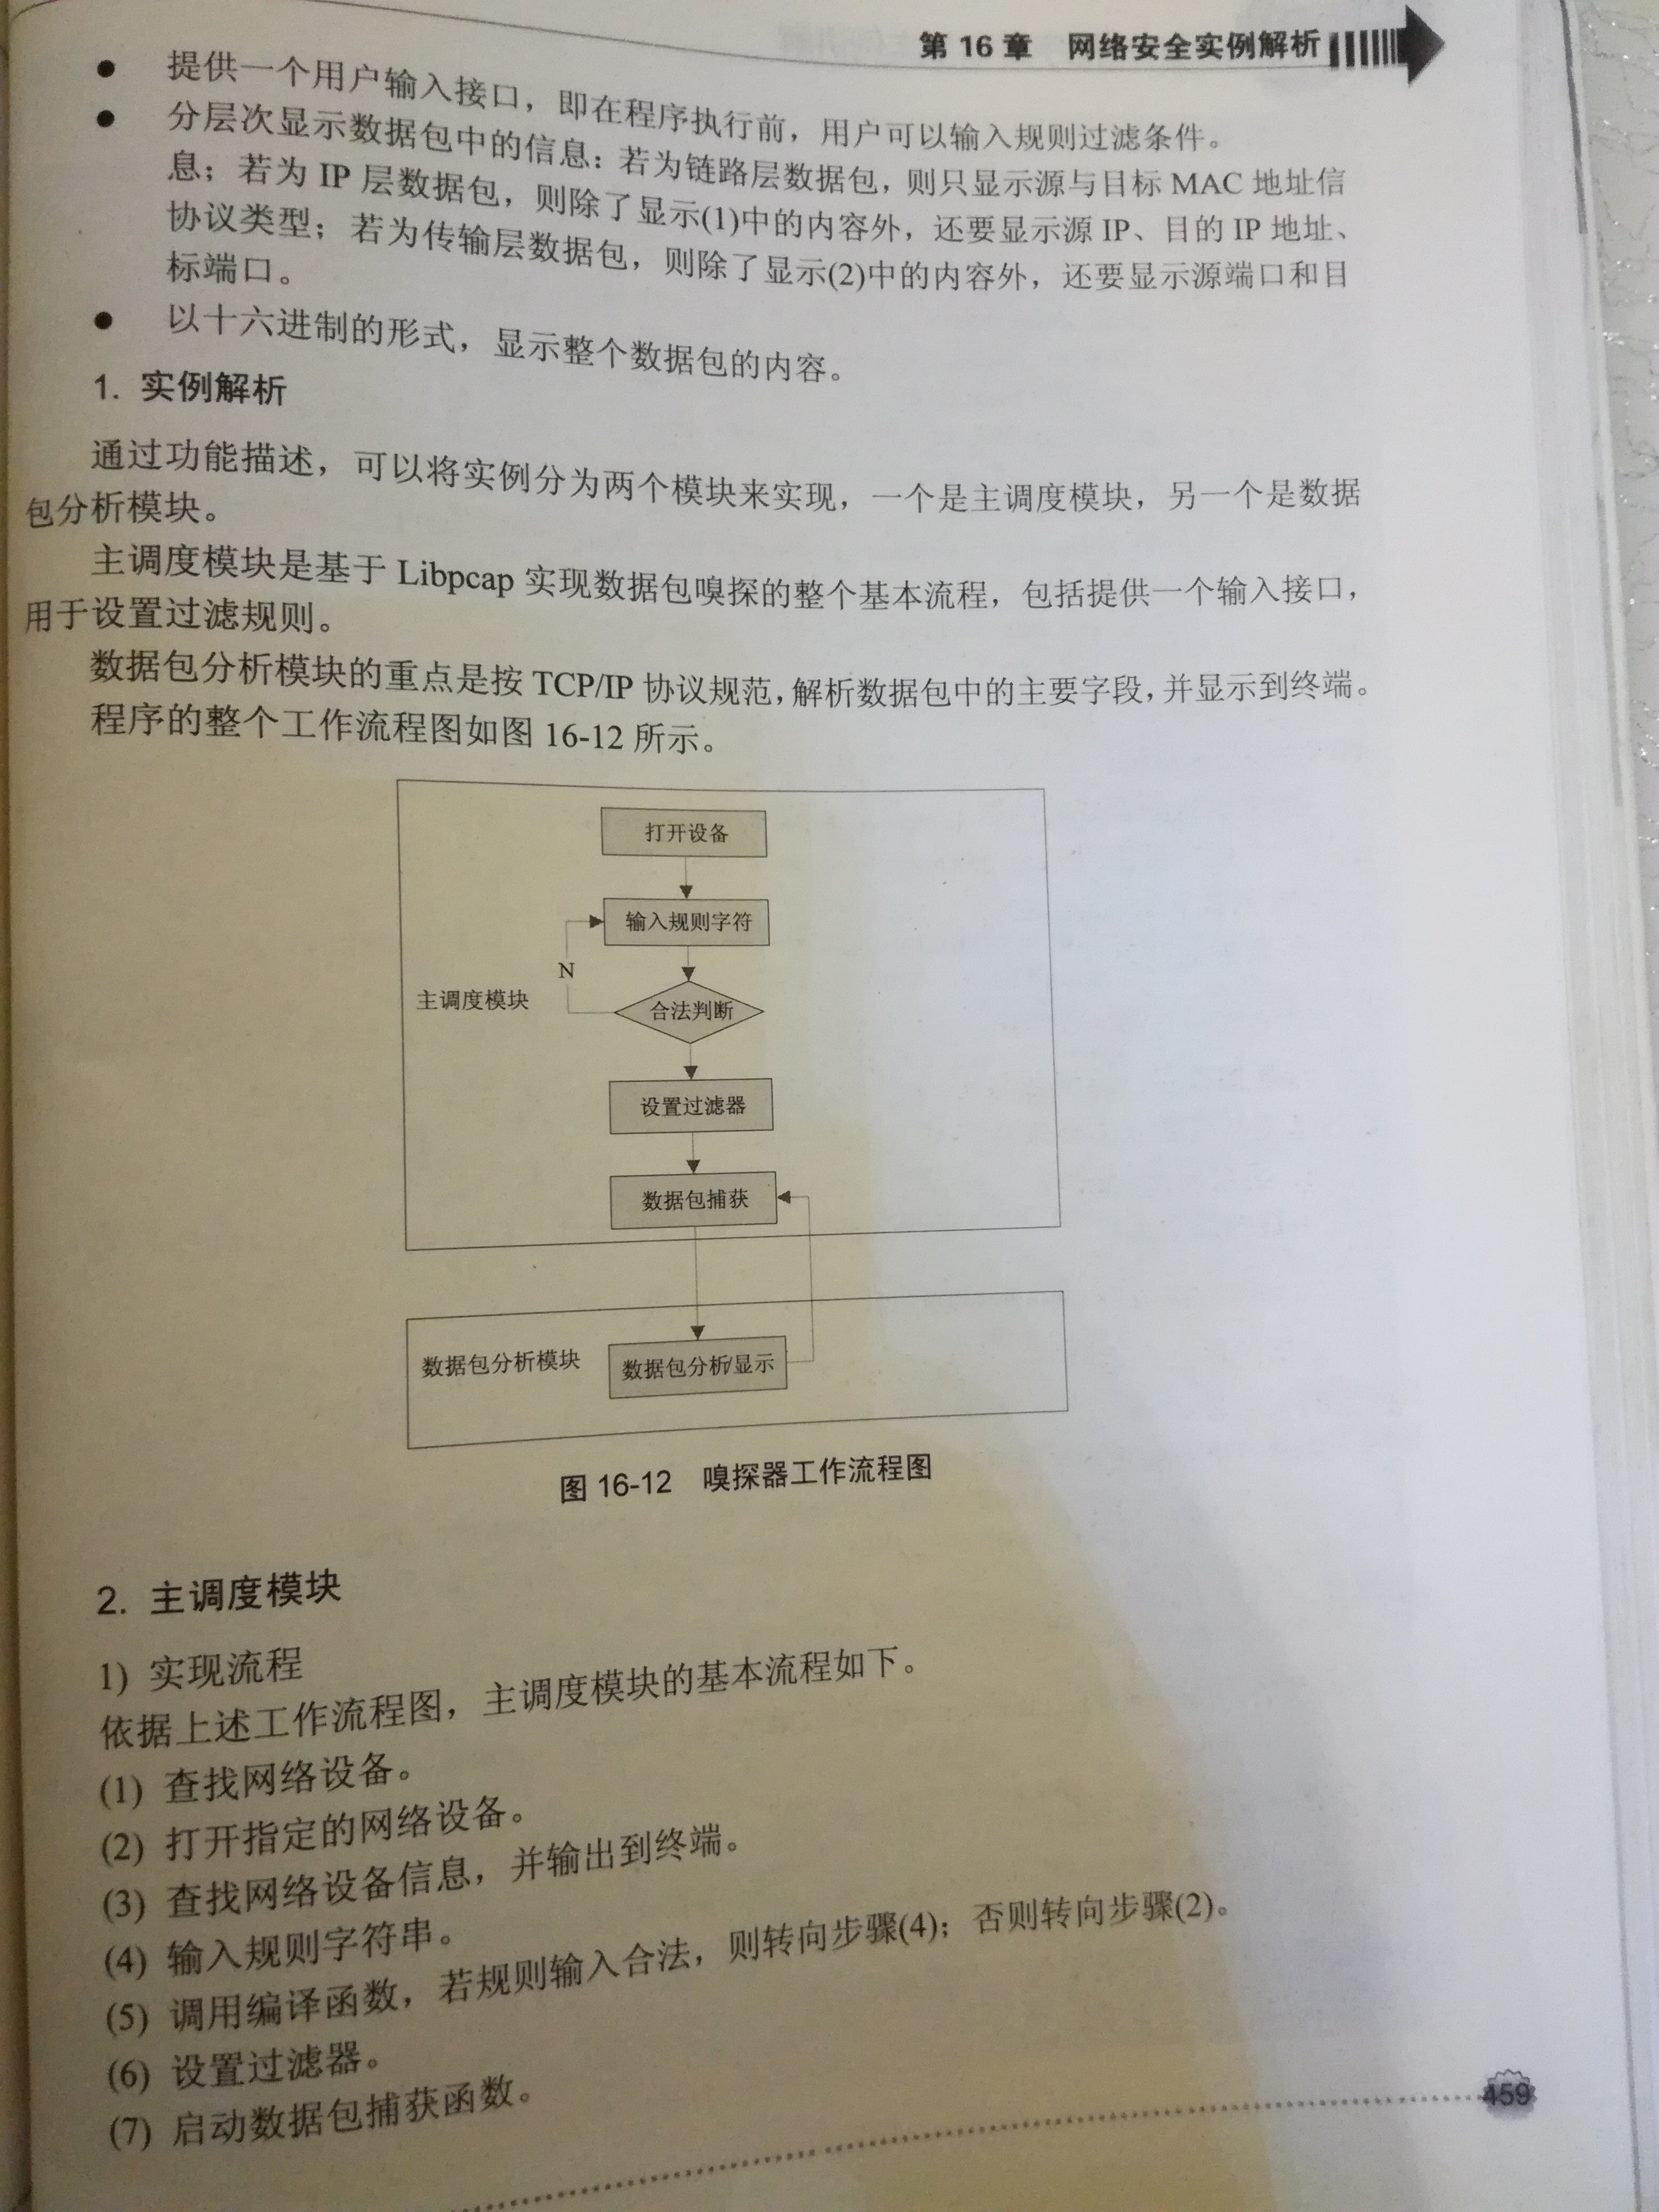 第 16 章 网络安全实例解析
● 提供一个用户输入接口，即在程序执行前，用户可以输入规则过滤条件。
● 分层次显示数据包中的信息：若为链路层数据包，则只显示源与目标 MAC 地址信
息；若为 IP 层数据包，则除了显示(1)中的内容外，还要显示源 IP、目的 IP 地址、
协议类型；若为传输层数据包，则除了显示(2)中的内容外，还要显示源端口和目
标端口。
● 以十六进制的形式，显示整个数据包的内容。
1. 实例解析
通过功能描述，可以将实例分为两个模块来实现，一个是主调度模块，另一个是数据
包分析模块。
主调度模块是基于 Libpcap 实现数据包嗅探的整个基本流程，包括提供一个输入接口，
用于设置过滤规则。
数据包分析模块的重点是按 TCP/IP 协议规范，解析数据包中的主要字段，并显示到终端。
程序的整个工作流程图如图 16-12 所示。
打开设备
输入规则字符
N
主调度模块
合法判断
设置过滤器
数据包捕获
数据包分析模块
数据包分析/显示
图 16-12 嗅探器工作流程图
2. 主调度模块
1) 实现流程
依据上述工作流程图，主调度模块的基本流程如下。
(1) 查找网络设备。
(2) 打开指定的网络设备。
(3) 查找网络设备信息，并输出到终端。
(4) 输入规则字符串。
(5) 调用编译函数，若规则输入合法，则转向步骤(4)；否则转向步骤(2)。
(6) 设置过滤器。
(7) 启动数据包捕获函数。
459